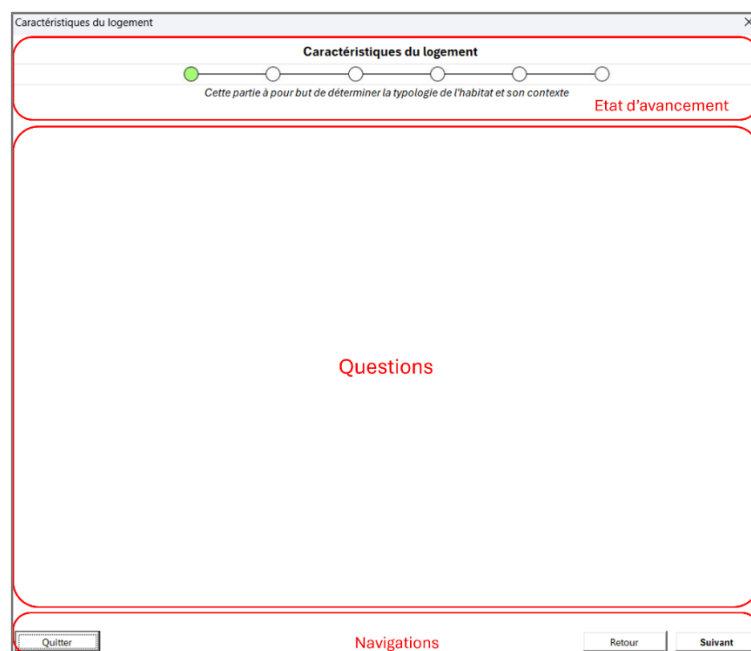 Caractéristiques du logement
Caractéristiques du logement
Cette partie à pour but de déterminer la typologie de l'habitat et son contexte
Etat d'avancement
Questions
Quitter
Navigations
Retour
Suivant